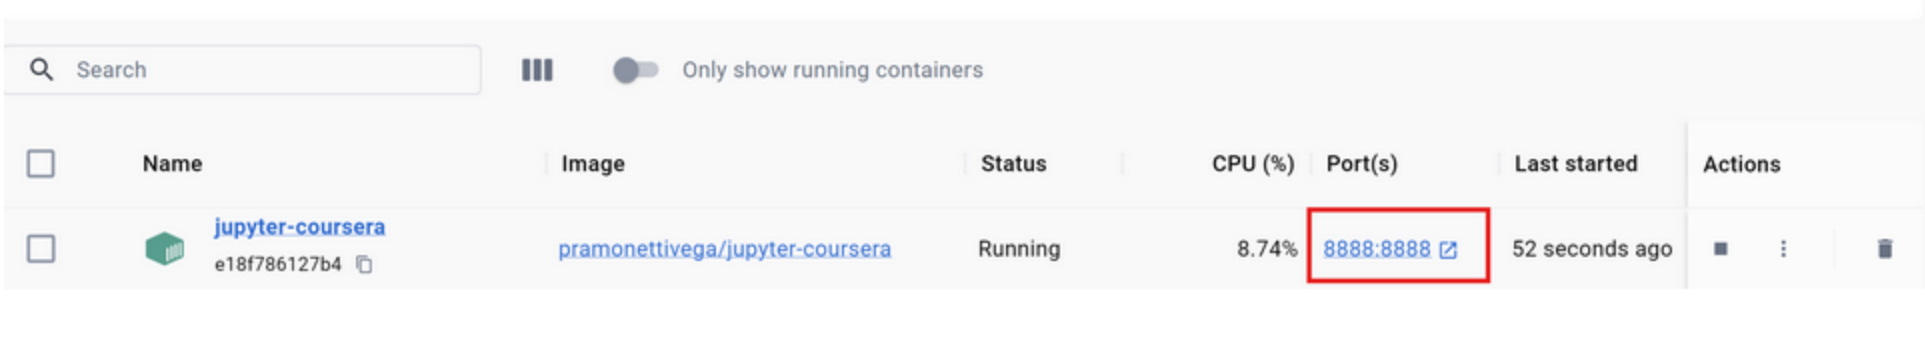 Search
Only show running containers
Name Image Status CPU (%) Port(s) Last started Actions
jupyter-coursera
e18f786127b4
pramonettivega/jupyter-coursera Running 8.74% 8888:8888 52 seconds ago